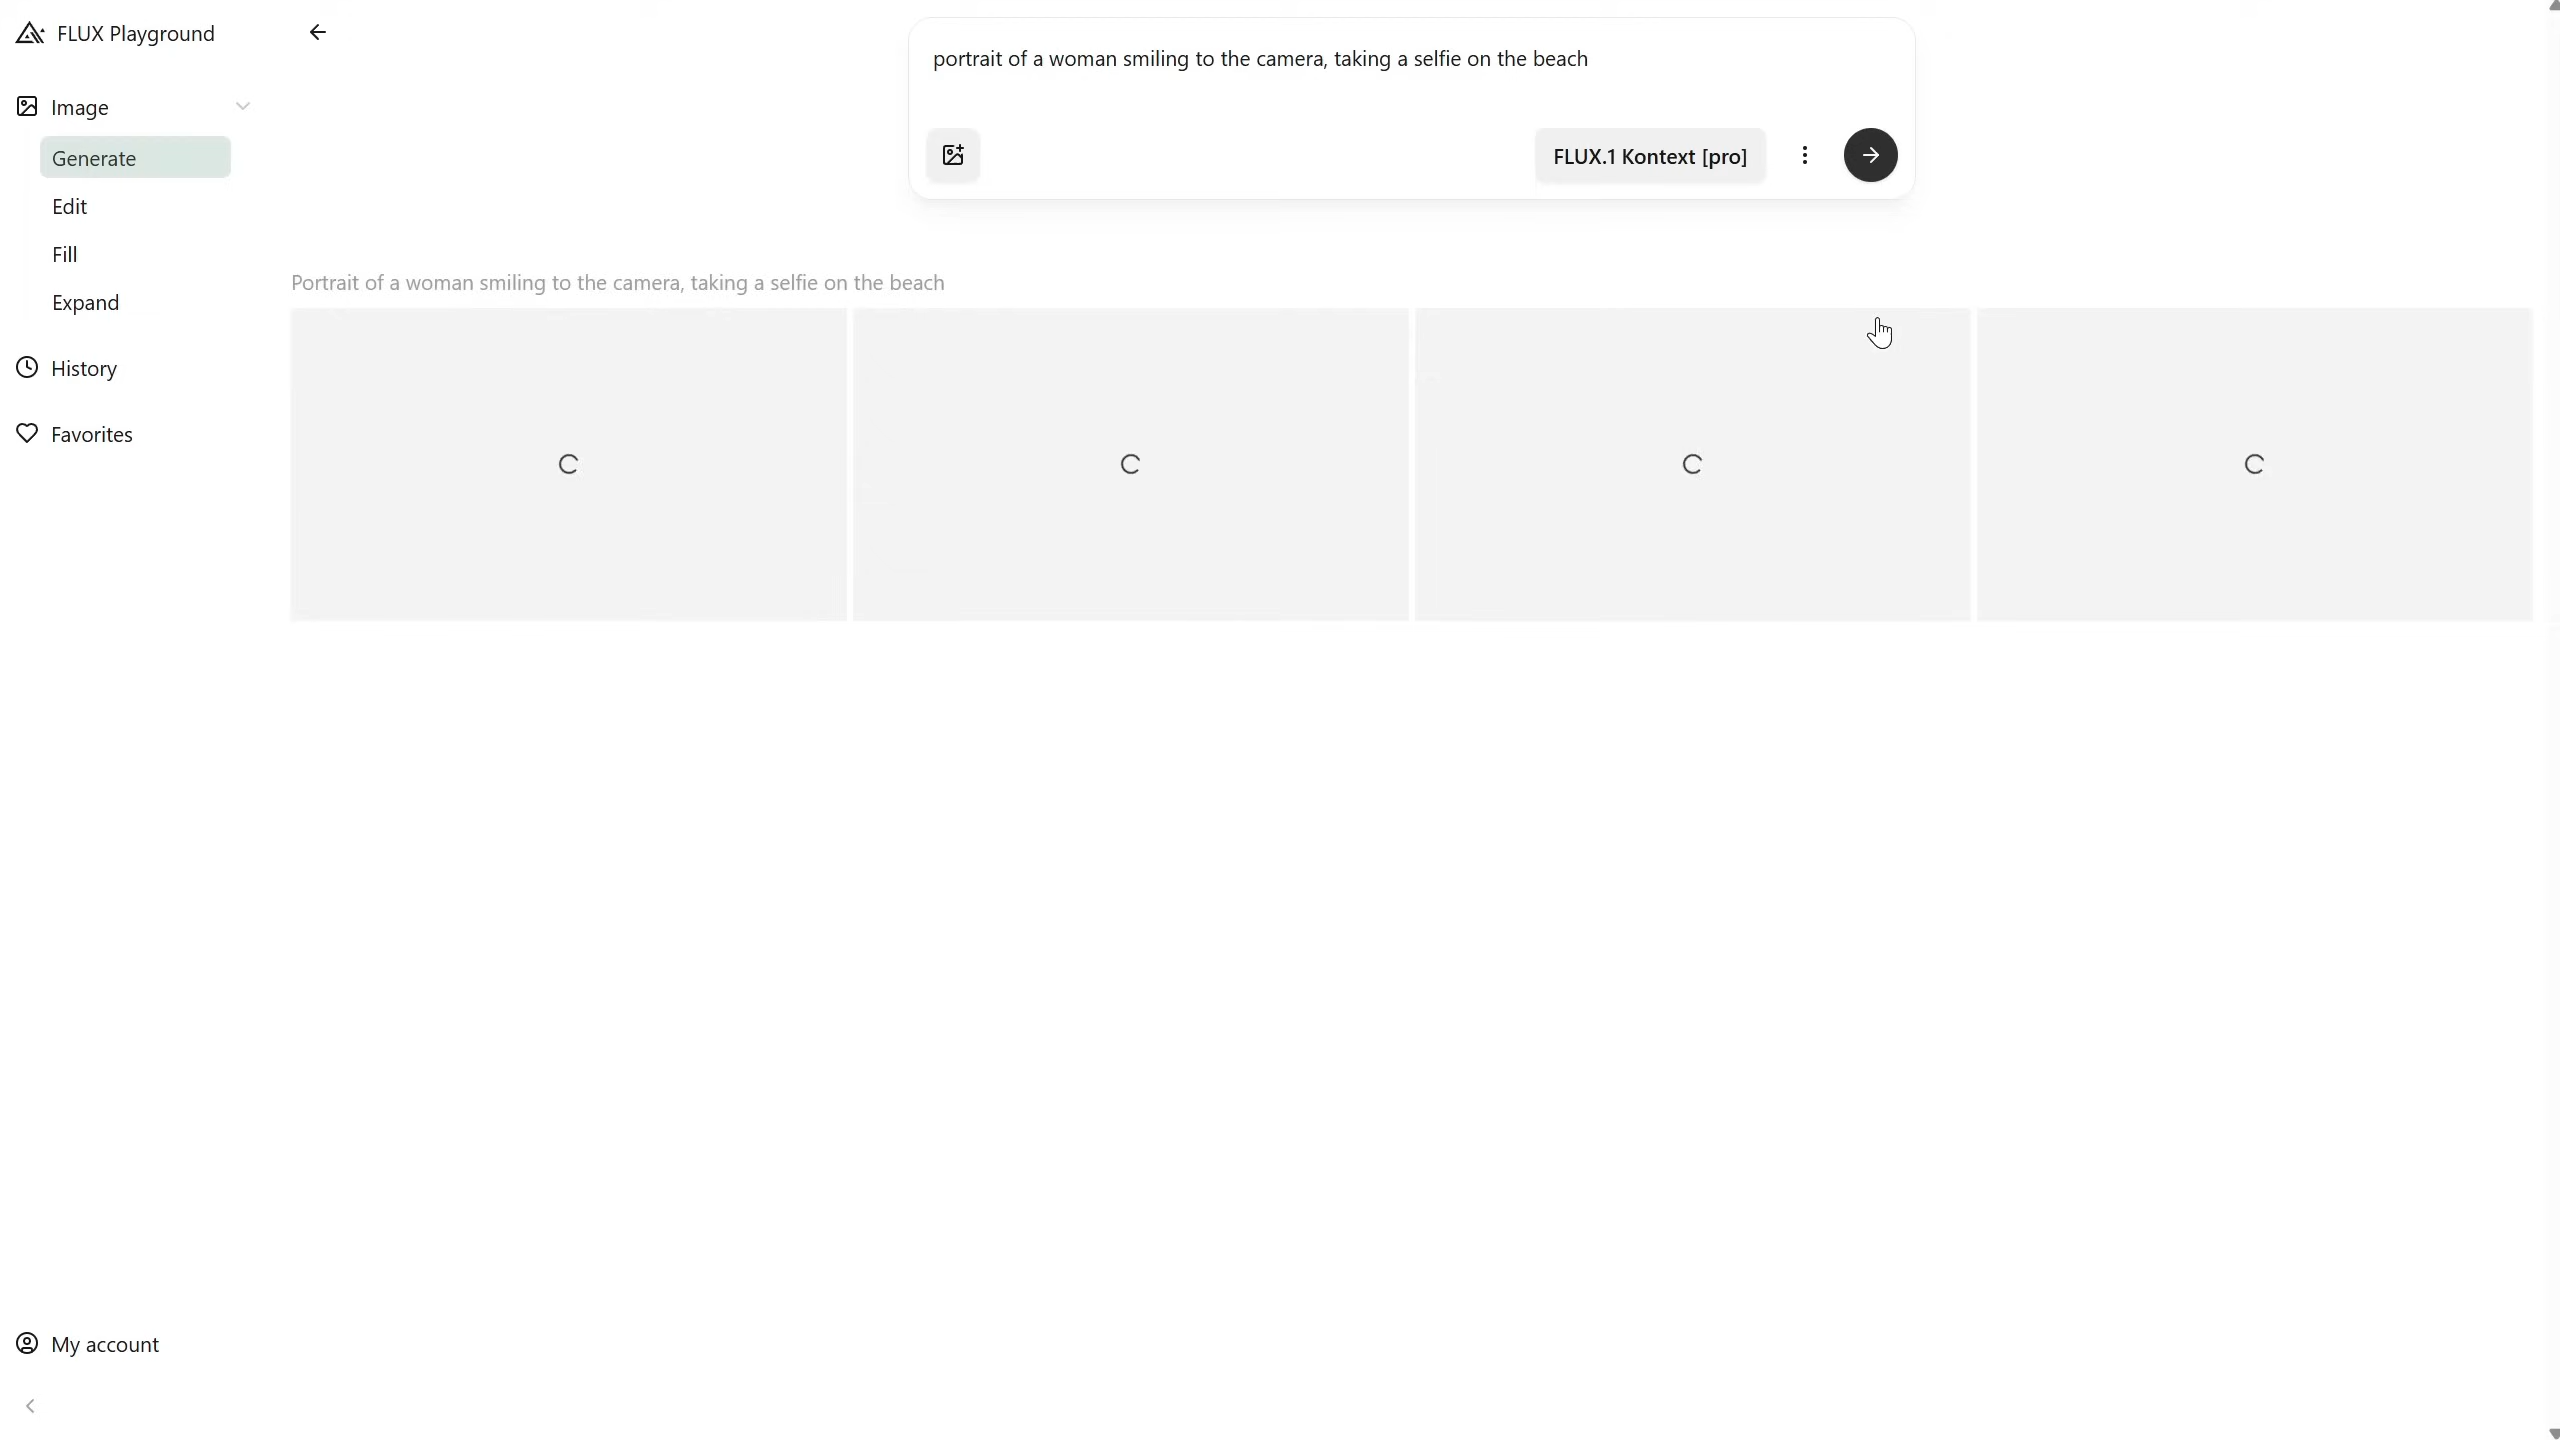 FLUX Playground
Image
Generate
Edit
Fill
Expand
History
Favorites
My account
portrait of a woman smiling to the camera, taking a selfie on the beach
FLUX.1 Kontext [pro]
Portrait of a woman smiling to the camera, taking a selfie on the beach